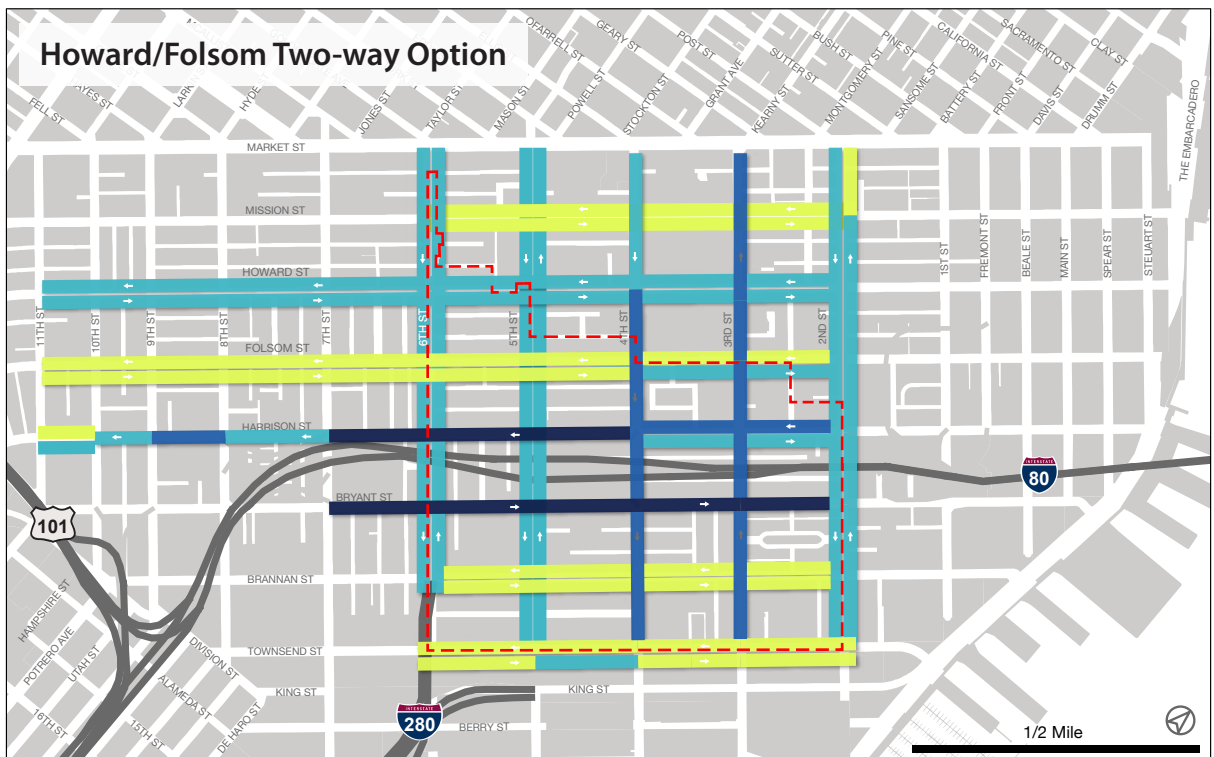 Howard/Folsom Two-way Option
OFARRELL ST
GEARY ST
POST ST
SUTTER ST
BUSH ST
PINE ST
CALIFORNIA ST
SACRAMENTO ST
CLAY ST
FELL ST
HAYES ST
LARK
HYDE
JONES ST
TAYLOR ST
MASON ST
POWELL ST
STOCKTON ST
GRANT AVE
KEARNY ST
MONTGOMERY ST
SANSOME ST
BATTERY ST
FRONT ST
DAVIS ST
DRUMM ST
THE EMBARCADERO
MARKET ST
MISSION ST
HOWARD ST
FOLSOM ST
HARRISON ST
BRYANT ST
BRANNAN ST
TOWNSEND ST
KING ST
KING ST
BERRY ST
11TH ST
10TH ST
9TH ST
8TH ST
7TH ST
6TH ST
5TH ST
4TH ST
3RD ST
2ND ST
1ST ST
FREMONT ST
BEALE ST
MAIN ST
SPEAR ST
STEUART ST
INTERSTATE
80
101
INTERSTATE
280
HAMPSHIRE ST
POTRERO AVE
UTAH ST
DIVISION ST
ALAMEDA ST
DE HARO ST
16TH ST
15TH ST
1/2 Mile